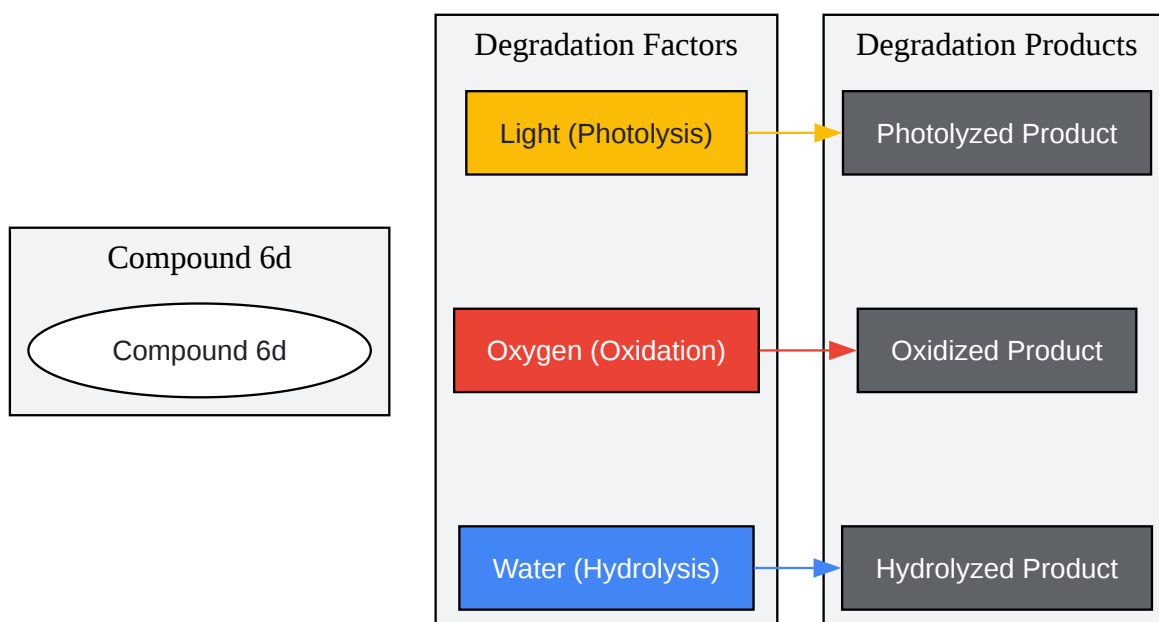 Compound 6d
Compound 6d
Degradation Factors
Light (Photolysis)
Oxygen (Oxidation)
Water (Hydrolysis)
Degradation Products
Photolyzed Product
Oxidized Product
Hydrolyzed Product